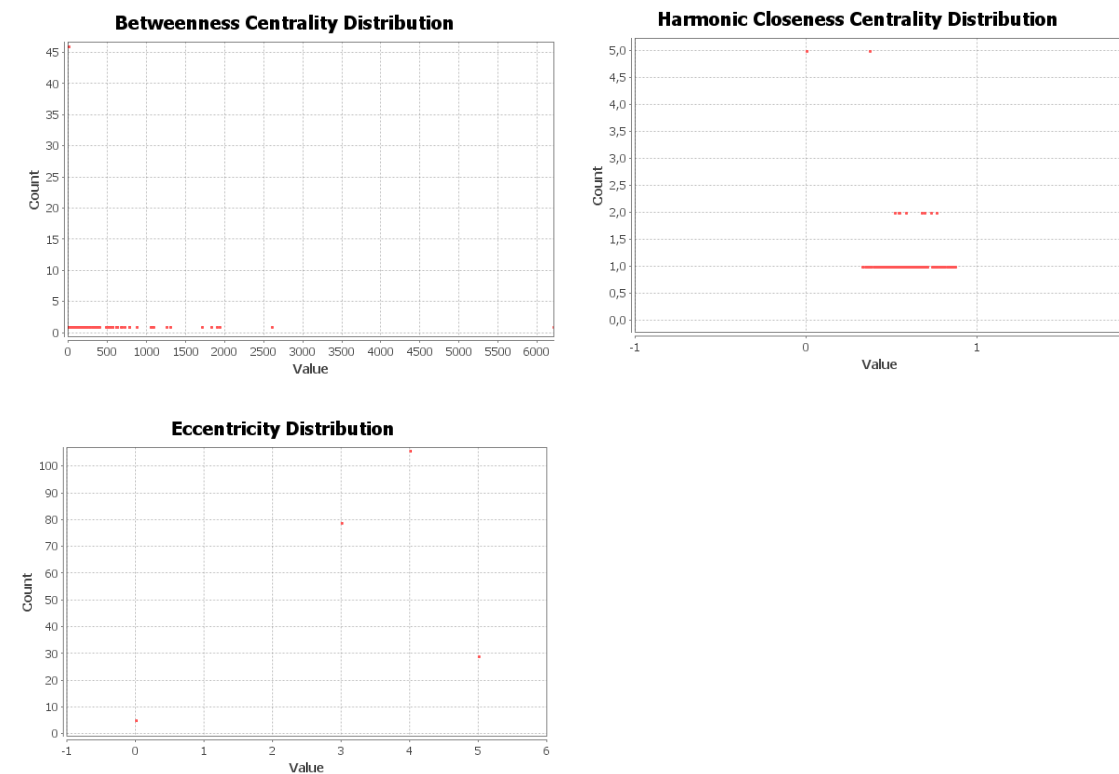 Betweenness Centrality Distribution
45
40
35
30
25
20
15
10
5
0
Count
0 500 1000 1500 2000 2500 3000 3500 4000 4500 5000 5500 6000
Value
Harmonic Closeness Centrality Distribution
5,0
4,5
4,0
3,5
3,0
2,5
2,0
1,5
1,0
0,5
0,0
Count
-1 0 1
Value
Eccentricity Distribution
100
90
80
70
60
50
40
30
20
10
0
Count
-1 0 1 2 3 4 5 6
Value